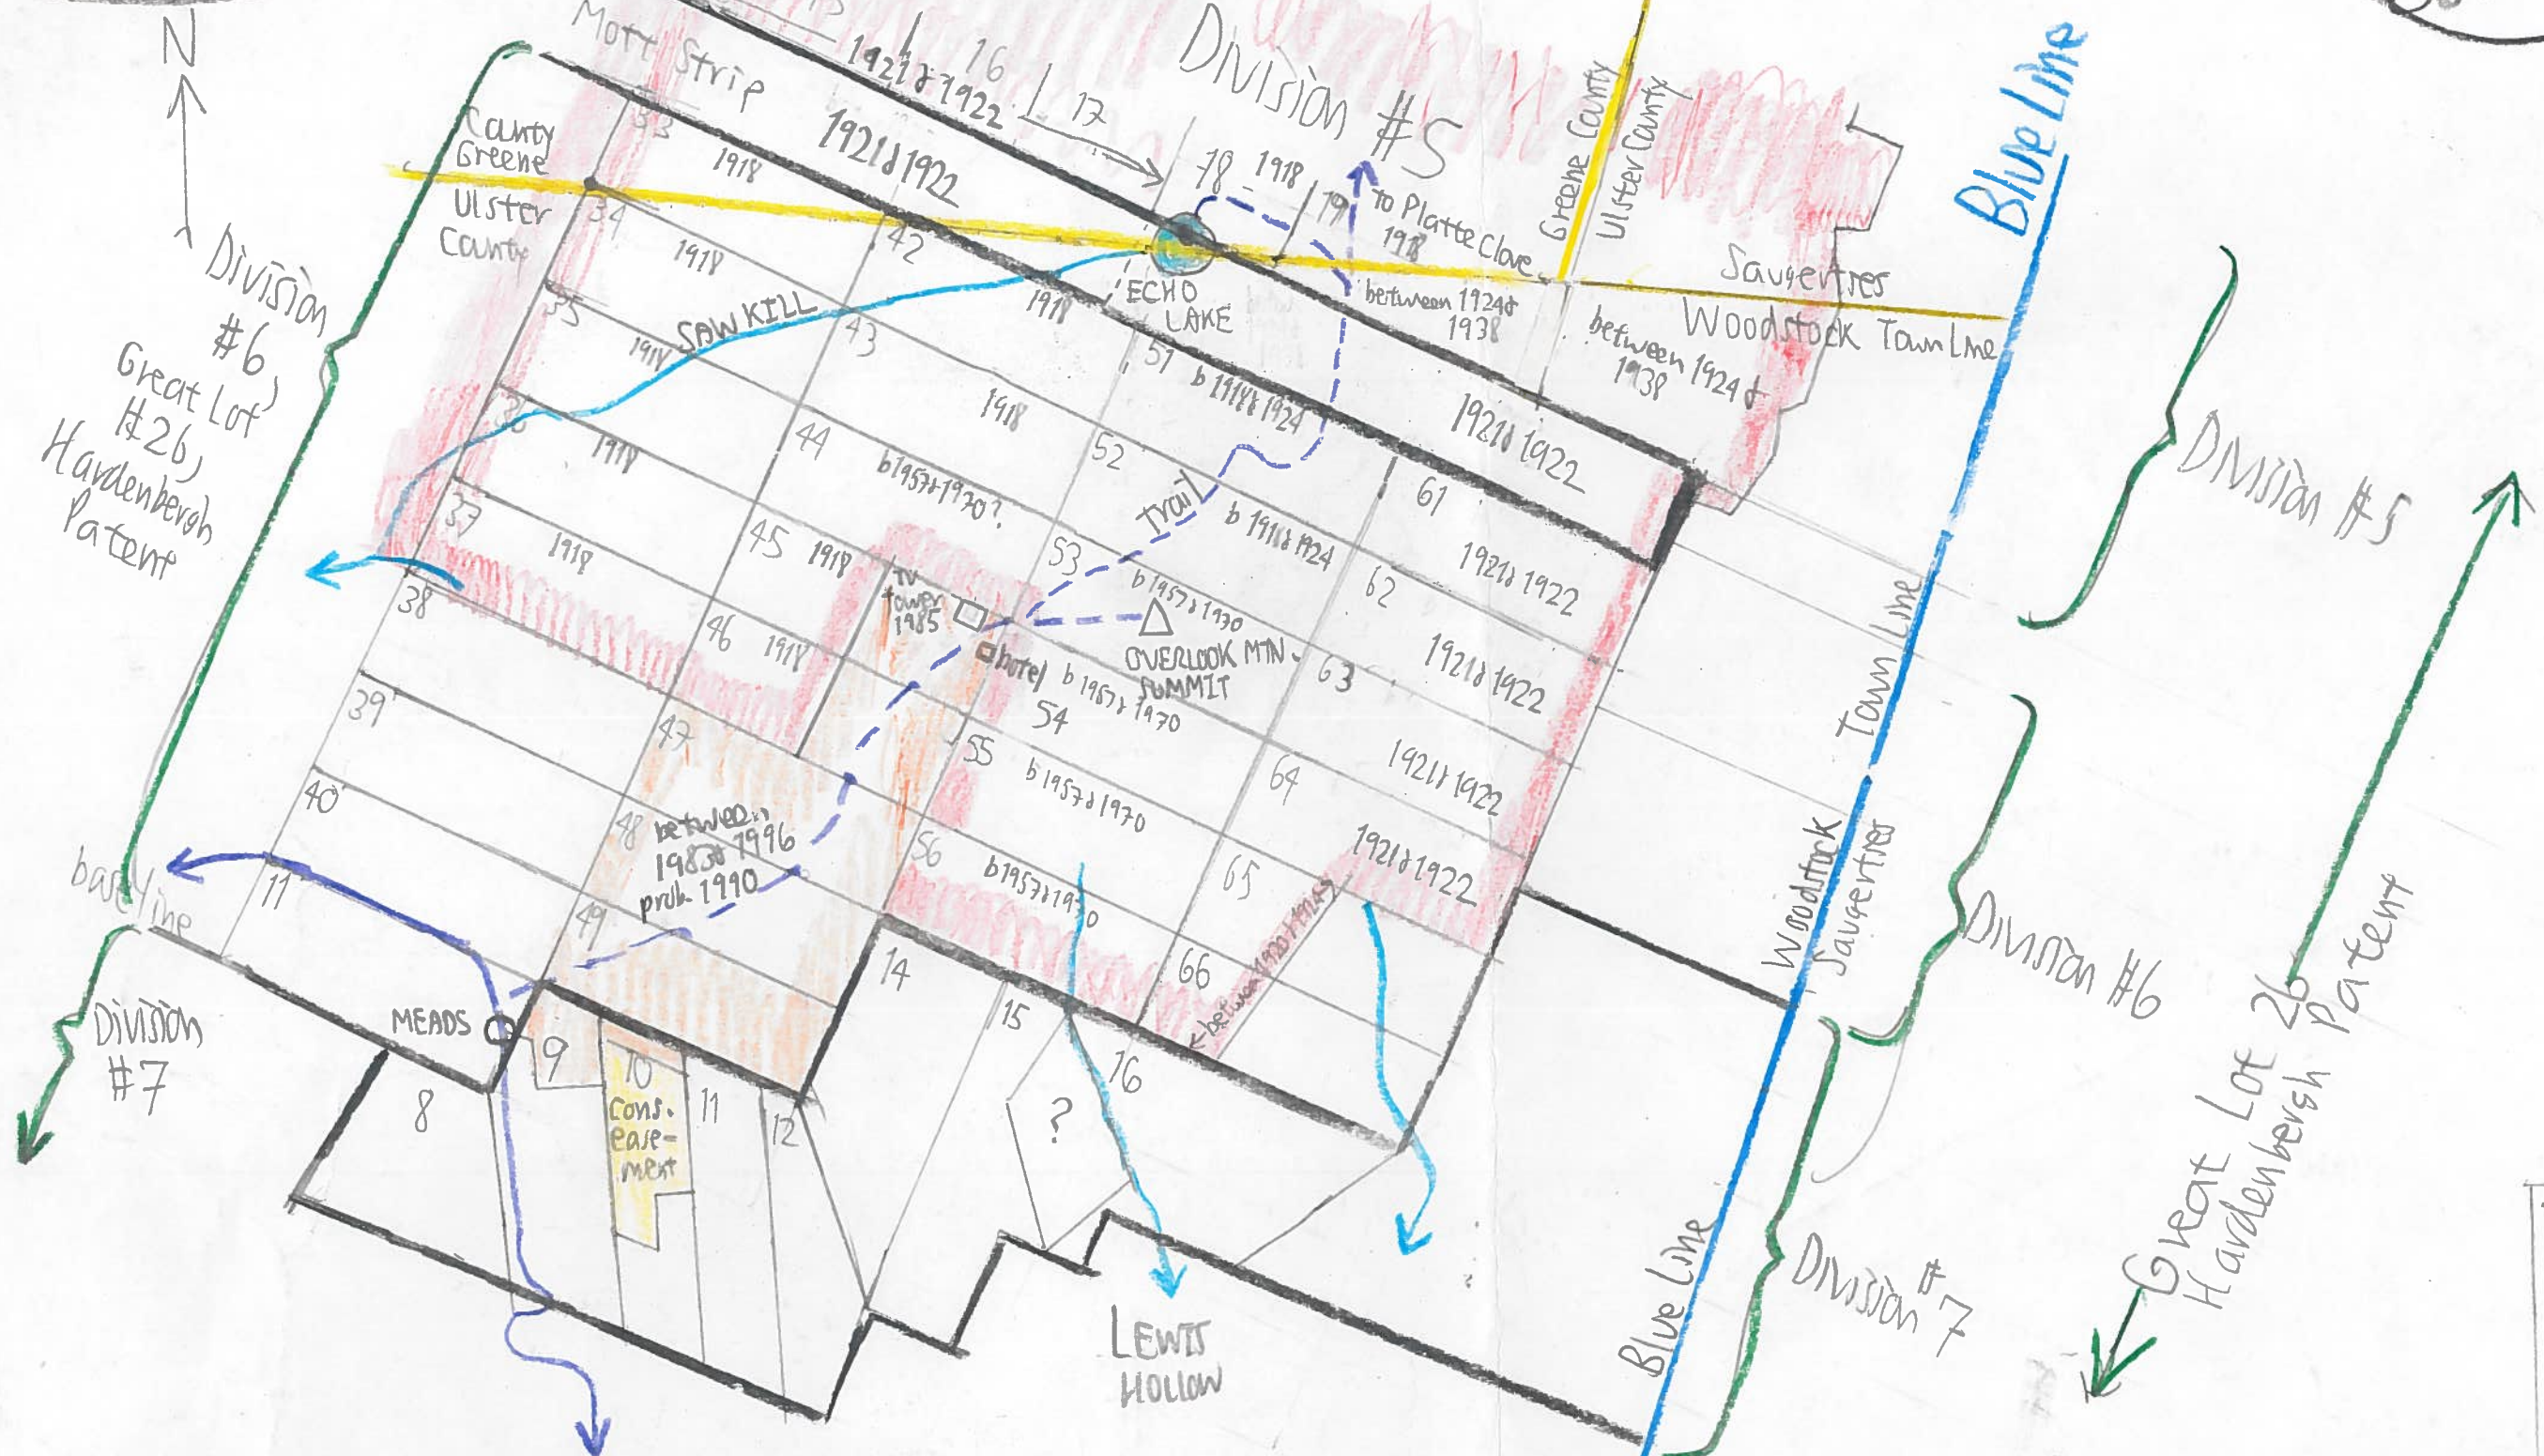 N
Mott Strip
16
1921 & 1922
17
Division #5
Greene County
Ulster County
Blue Line
County
Greene
Ulster
County
33
1918
1921 & 1922
18
1918
19
to Platte Clove
1918
34
1918
42
1918
ECHO
LAKE
between 1924 &
1938
Saugerties
Woodstock Town Line
between 1924 &
1938
Division
#6,
Great Lot
#26,
Hardenbergh
Patent
35
1918
SAW KILL
43
1918
51
b 1918 & 1924
1921 & 1922
Division #5
36
1918
44
b 1957 & 1970?
52
Trail
b 1918 & 1924
61
1921 & 1922
37
1918
45
1918
TV
tower
1985
53
b 1957 & 1970
62
1921 & 1922
38
46
1918
hotel
b 1957 & 1970
54
OVERLOOK MTN.
SUMMIT
63
1921 & 1922
Town Line
39
47
55
b 1957 & 1970
64
1921 & 1922
40
48
between
1985 & 1996
prob. 1990
56
b 1957 & 1970
65
Woodstock
Saugerties
Division #6
baseline
11
49
14
66
Great Lot 26
Hardenbergh Patent
Division
#7
MEADS
8
9
10
Cons.
ease-
ment
11
12
15
?
16
Blue Line
Division #7
LEWIS
HOLLOW